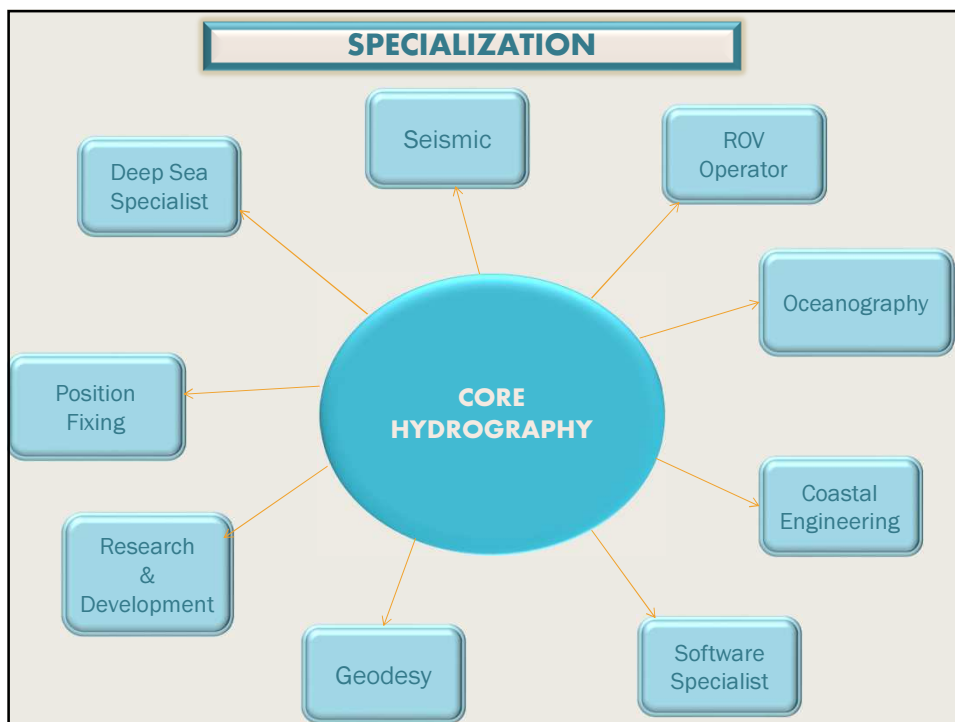 SPECIALIZATION
Seismic
ROV
Operator
Deep Sea
Specialist
Oceanography
Position
Fixing
CORE
HYDROGRAPHY
Coastal
Engineering
Research
&
Development
Geodesy
Software
Specialist